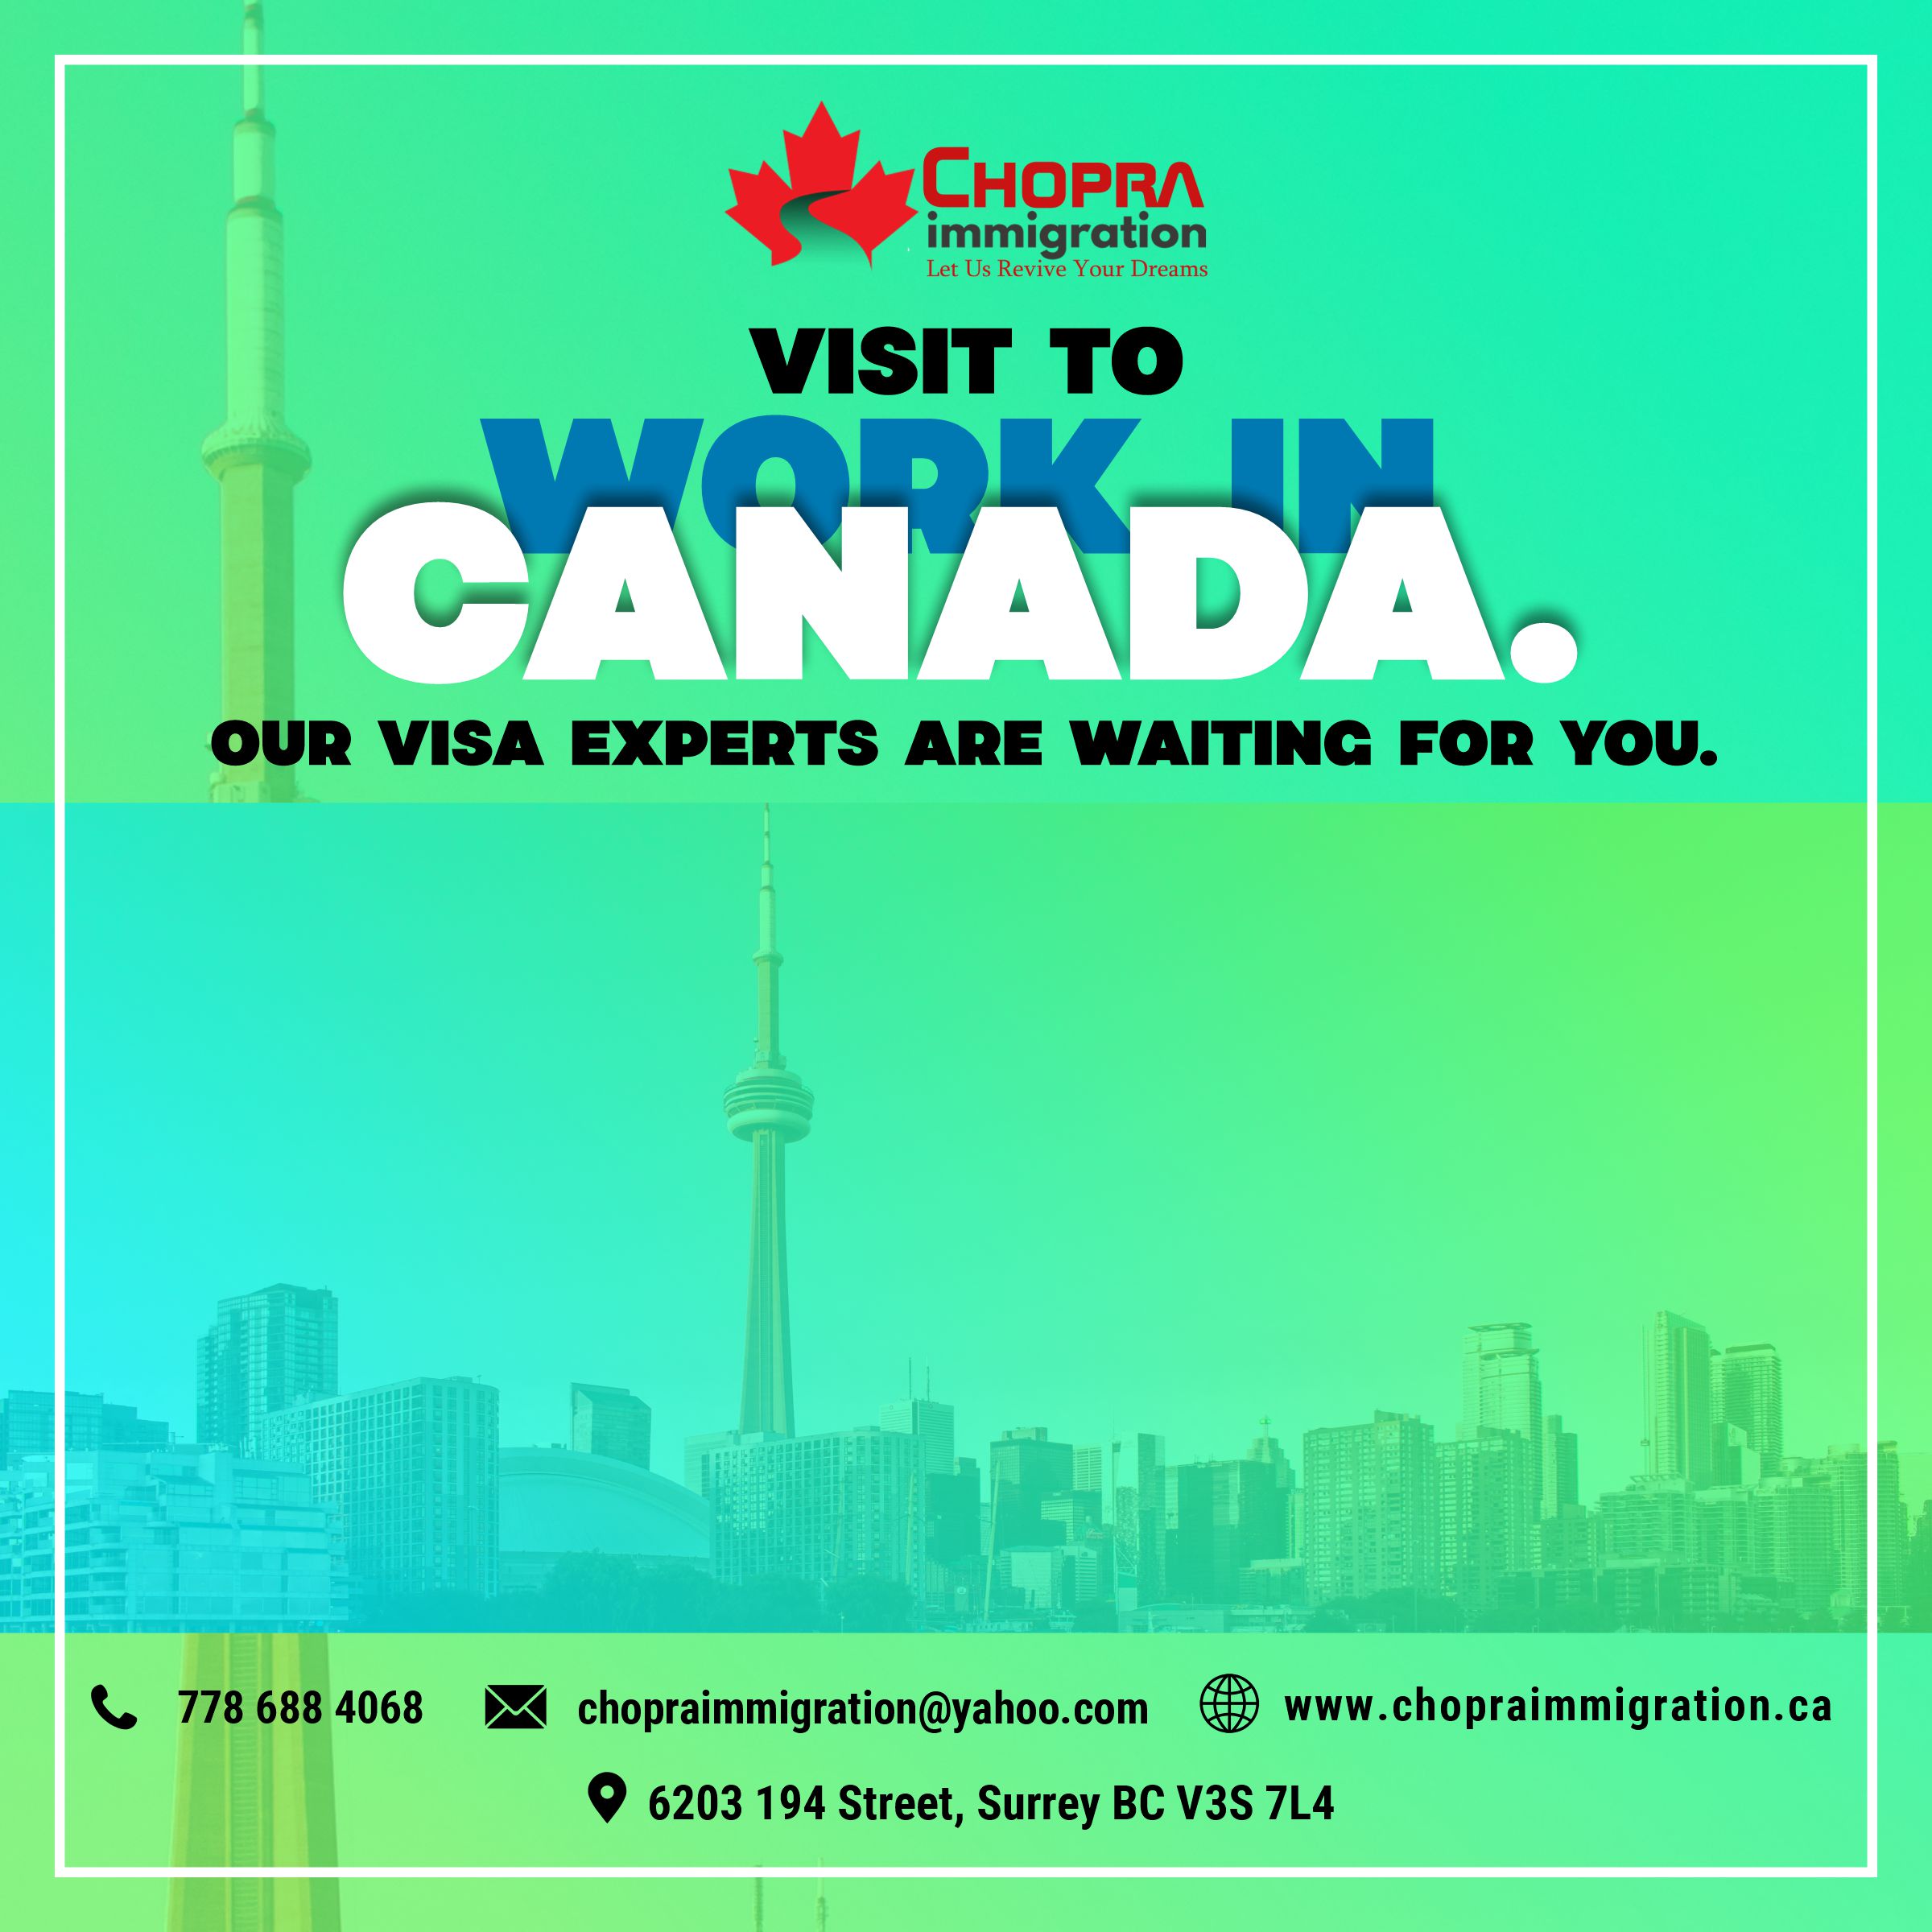 CHOPRA
immigration
Let Us Revive Your Dreams
VISIT TO
WORK IN
CANADA.
OUR VISA EXPERTS ARE WAITING FOR YOU.
778 688 4068 chopraimmigration@yahoo.com www.chopraimmigration.ca
6203 194 Street, Surrey BC V3S 7L4